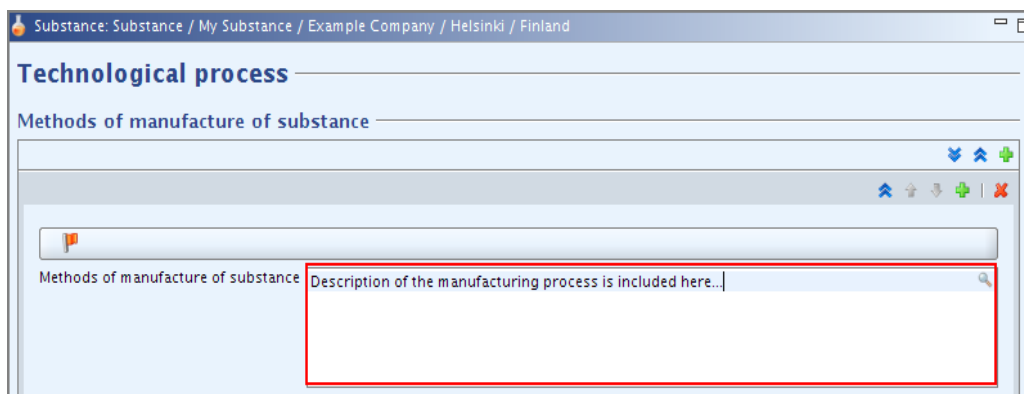 Substance: Substance / My Substance / Example Company / Helsinki / Finland
Technological process
Methods of manufacture of substance
Methods of manufacture of substance Description of the manufacturing process is included here...